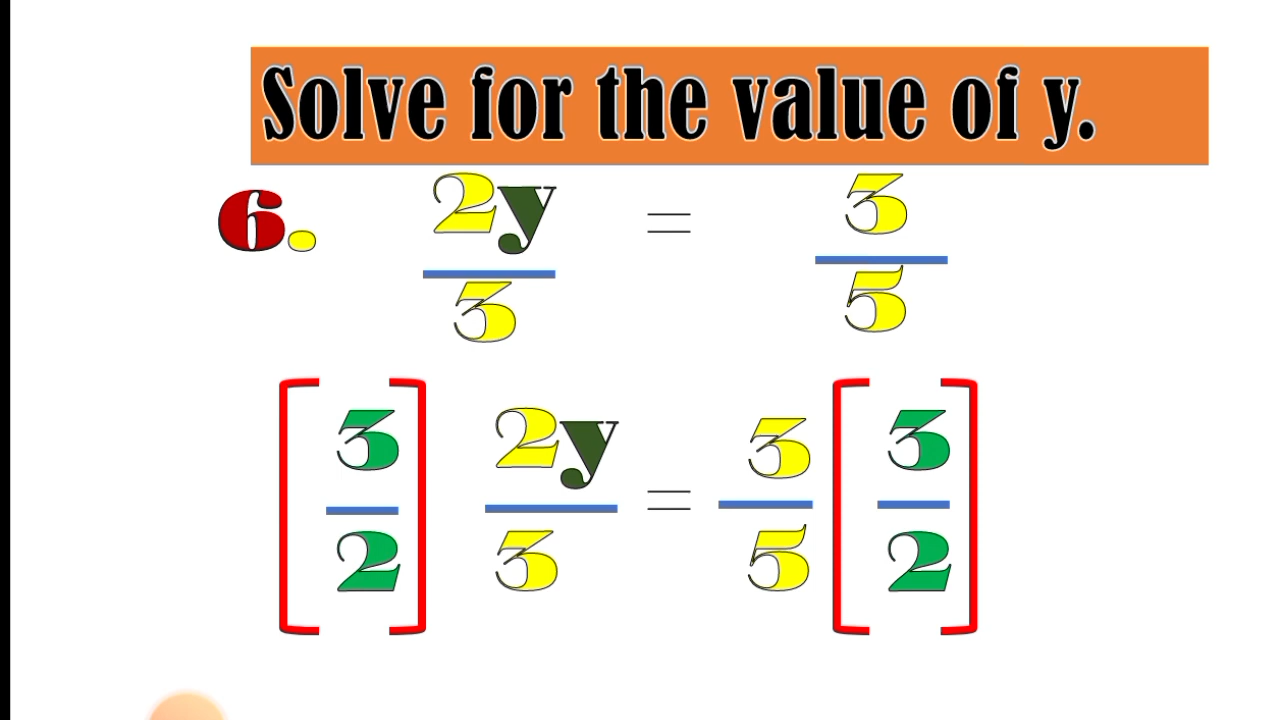 Solve for the value of y.
6. 2y/3 = 3/5
[3/2] 2y/3 = 3/5 [3/2]